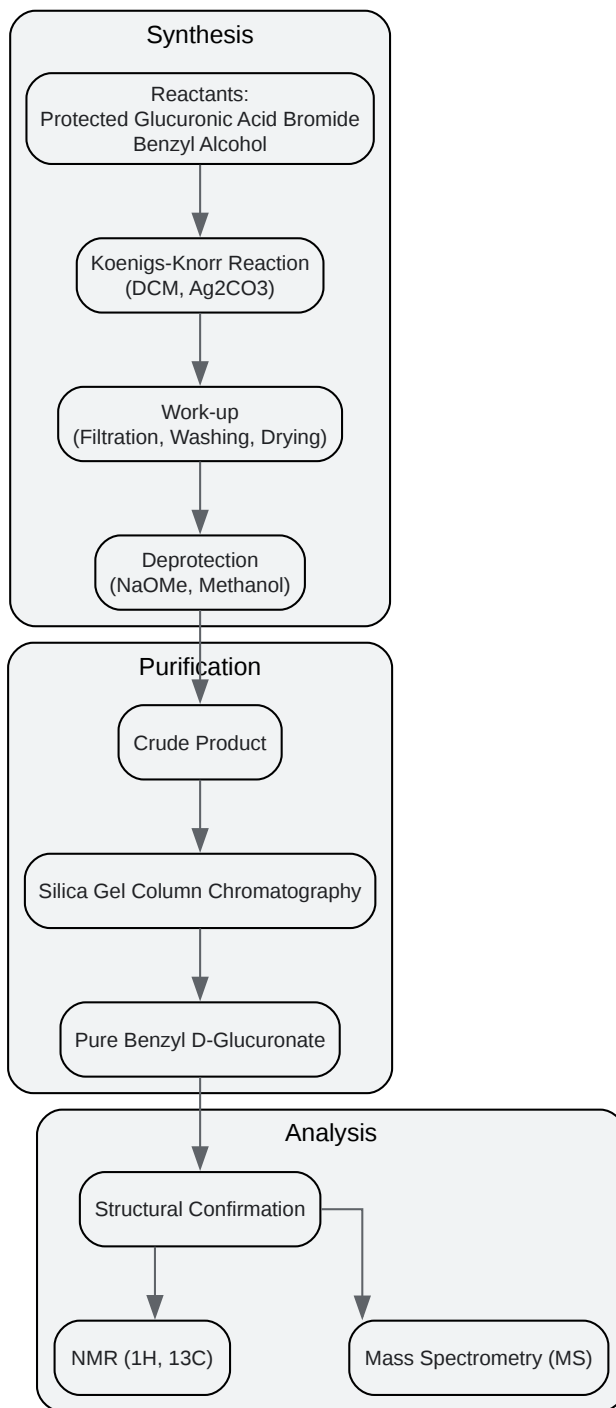 Synthesis
Reactants:
Protected Glucuronic Acid Bromide
Benzyl Alcohol
Koenigs-Knorr Reaction
(DCM, Ag2CO3)
Work-up
(Filtration, Washing, Drying)
Deprotection
(NaOMe, Methanol)
Purification
Crude Product
Silica Gel Column Chromatography
Pure Benzyl D-Glucuronate
Analysis
Structural Confirmation
NMR (1H, 13C)
Mass Spectrometry (MS)